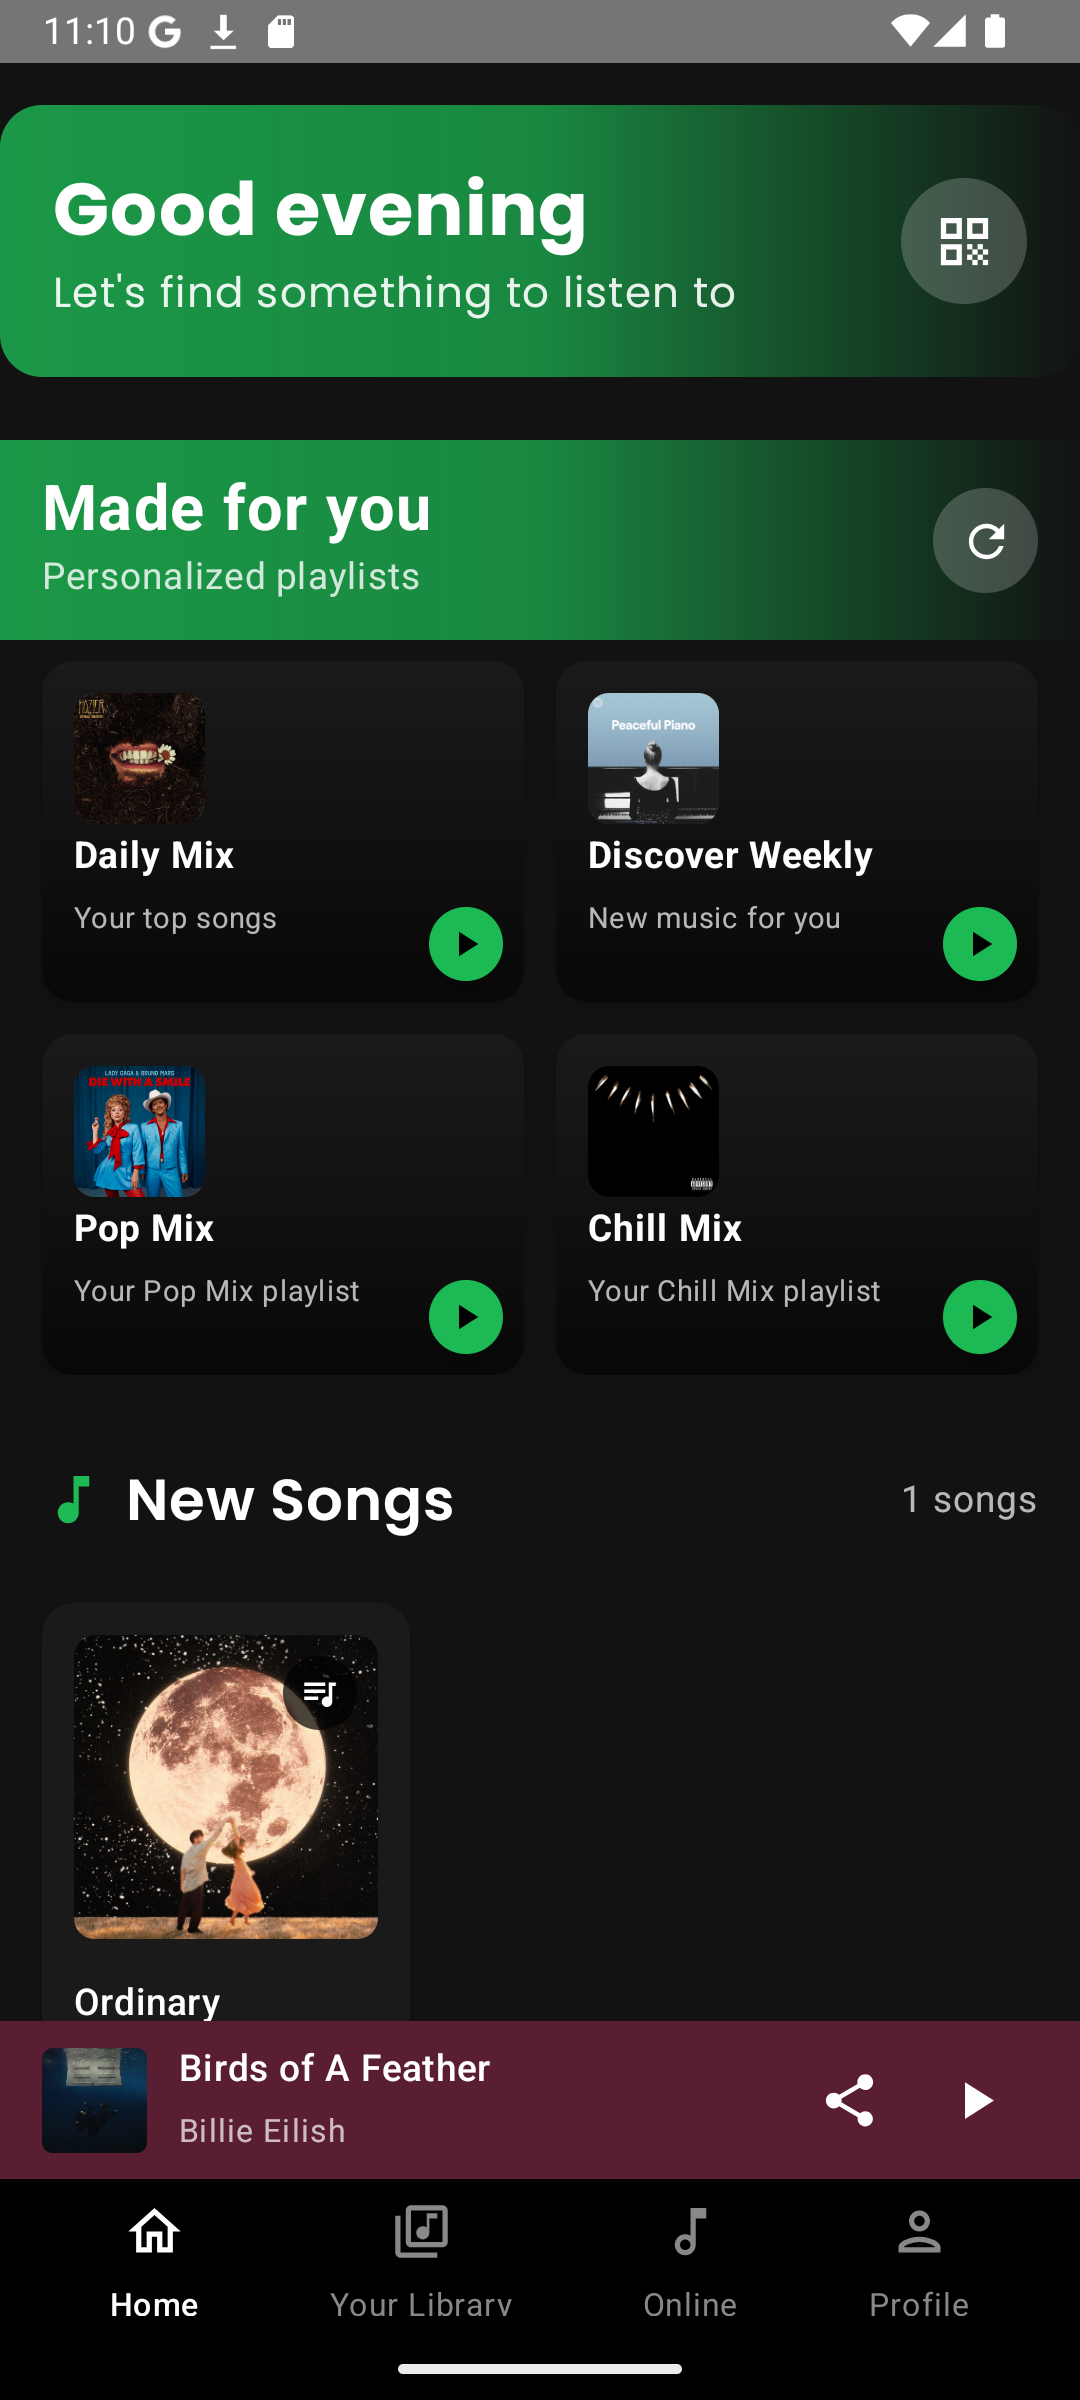 11:10
Good evening
Let's find something to listen to
Made for you
Personalized playlists
HOZIER
Peaceful Piano
Daily Mix
Discover Weekly
Your top songs
New music for you
LADY GAGA & BRUNO MARS
DIE WITH A SMILE
Pop Mix
Chill Mix
Your Pop Mix playlist
Your Chill Mix playlist
New Songs
1 songs
Ordinary
Birds of A Feather
Billie Eilish
Home
Your Library
Online
Profile